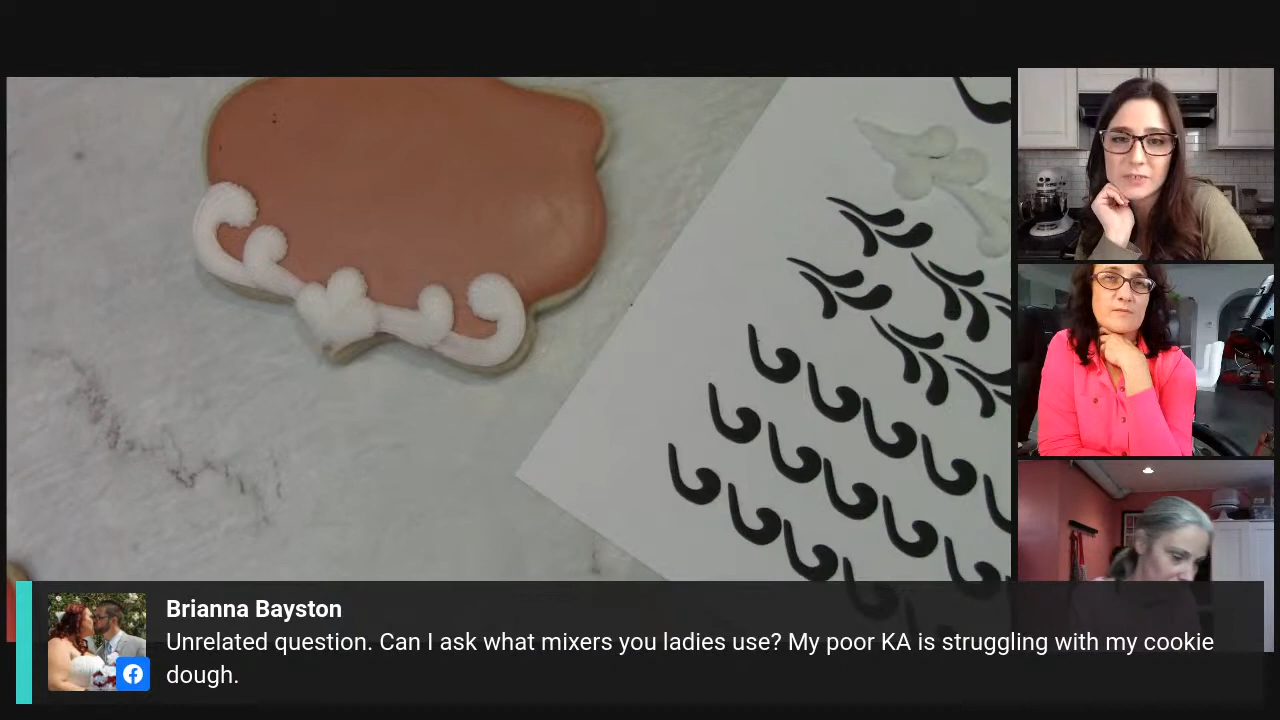 Brianna Bayston
Unrelated question. Can I ask what mixers you ladies use? My poor KA is struggling with my cookie
dough.